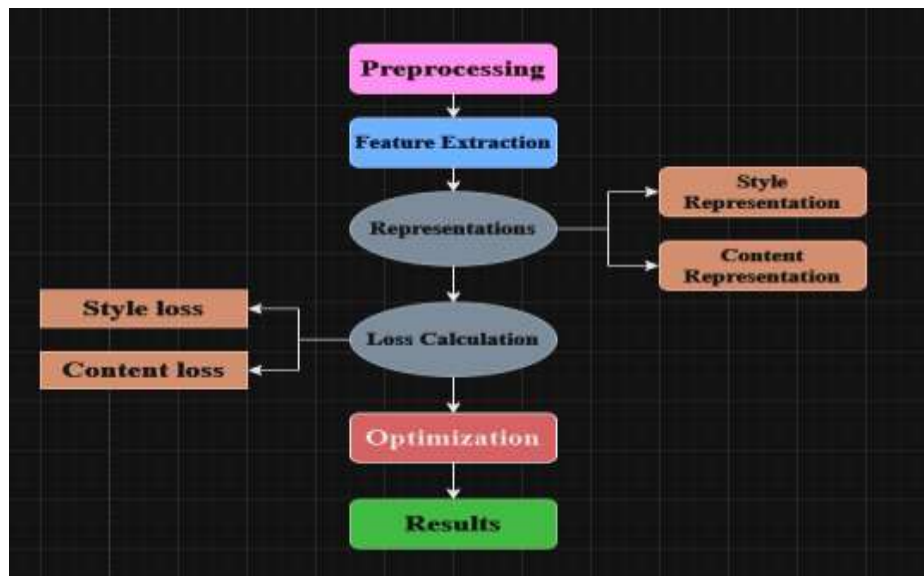 Preprocessing
Feature Extraction
Representations
Style
Representation
Content
Representation
Loss Calculation
Style loss
Content loss
Optimization
Results